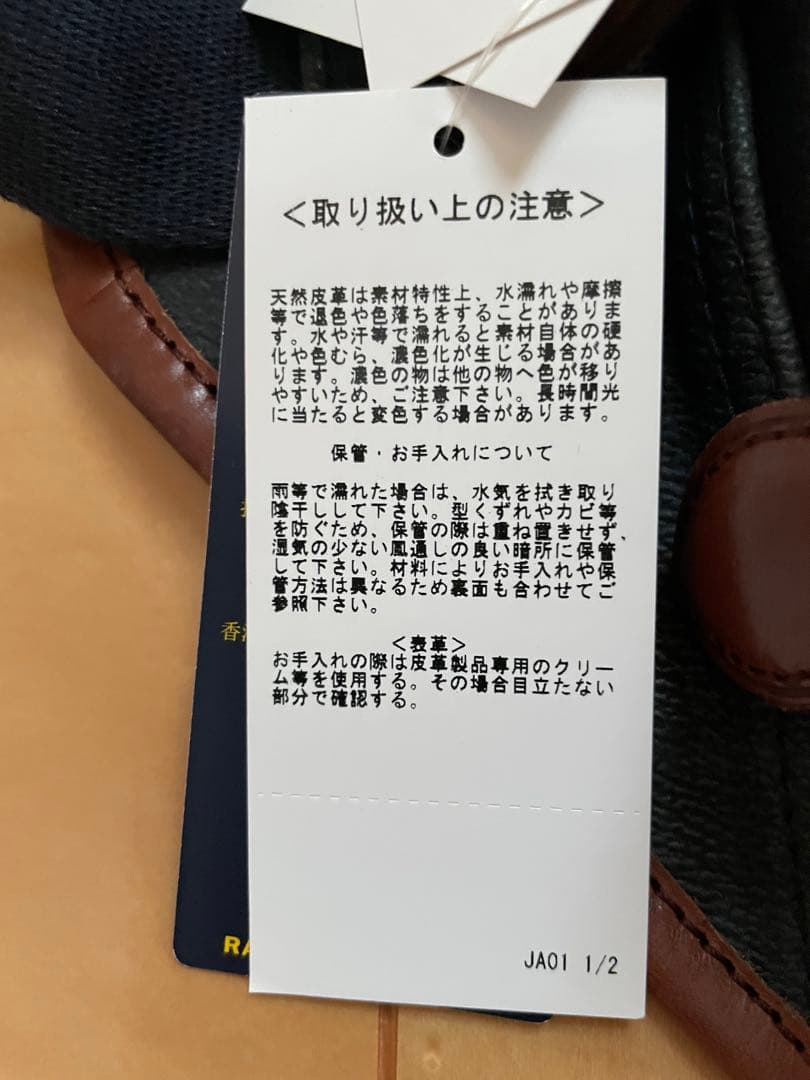 ＜取り扱い上の注意＞
天然皮革は素材特性上、水濡れや摩擦
等で退色や色落ちをすることがありま
す。水や汗等で濡れると素材自体の硬
化や色むら、濃色化が生じる場合があ
ります。濃色の物は他の物へ色が移り
やすいため、ご注意下さい。長時間光
に当たると変色する場合があります。
保管・お手入れについて
雨等で濡れた場合は、水気を拭き取り
陰干しして下さい。型くずれやカビ等
を防ぐため、保管の際は重ね置きせず、
湿気の少ない風通しの良い暗所に保管
して下さい。材料によりお手入れや保
管方法は異なるため裏面も合わせてご
参照下さい。
＜表革＞
お手入れの際は皮革製品専用のクリー
ム等を使用する。その場合目立たない
部分で確認する。
JA01 1/2
香
RA